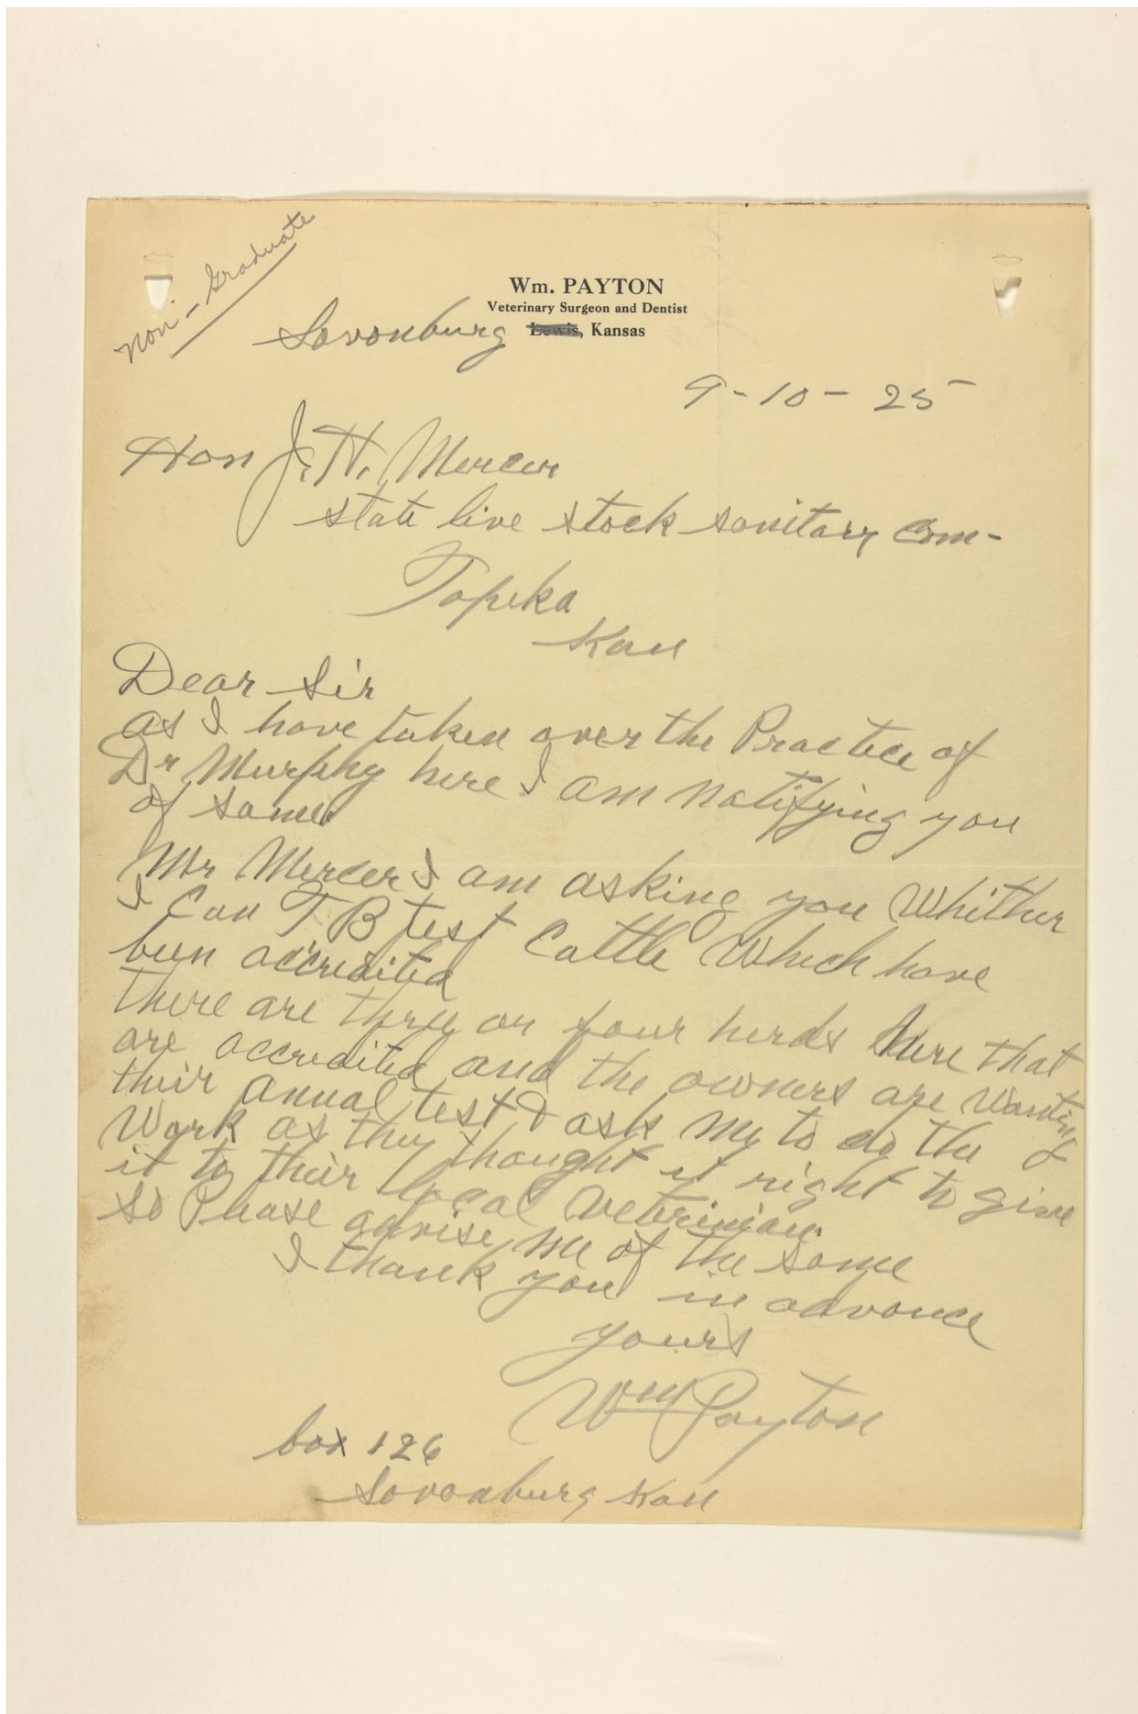 Non-Graduate
Wm. PAYTON
Veterinary Surgeon and Dentist
Savonburg Lewis, Kansas
9-10-25
Hon J. H. Mercer
state live stock sanitary Com-
Topeka
Kan
Dear Sir
as I have taken over the Practice of
Dr Murphy here I am notifying you
of same
Mr Mercer I am asking you Whither
I Can T B test Cattle Which have
been accredited
there are three or four herds here that
are accredited and the owners are wanting
their annual test & ask me to do the
Work as they thought it right to give
it to their local veterinian.
So Please advise me of the same
I thank you in advance
yours
Wm Payton
box 126
Savonburg Kan